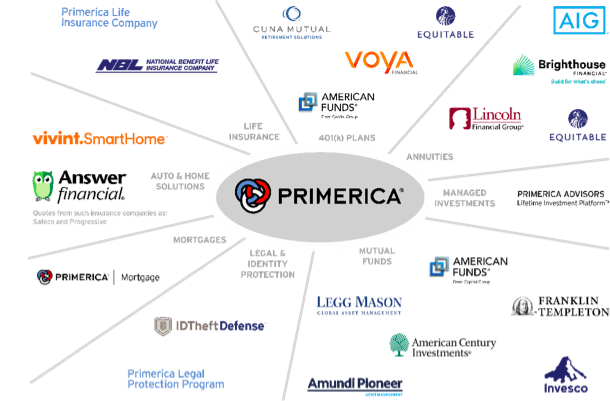 Primerica Life
Insurance Company
NBL NATIONAL BENEFIT LIFE
INSURANCE COMPANY
LIFE
INSURANCE
CUNA MUTUAL
RETIREMENT SOLUTIONS
EQUITABLE
VOYA
FINANCIAL
AMERICAN
FUNDS®
From Capital Group
401(k) PLANS
AIG
Brighthouse
FINANCIAL
Build for what's ahead
Lincoln
Financial Group®
EQUITABLE
ANNUITIES
vivint.SmartHome
Answer
financial®
Quotes from such insurance companies as:
Safeco and Progressive
AUTO & HOME
SOLUTIONS
PRIMERICA®
MANAGED
INVESTMENTS
PRIMERICA ADVISORS
Lifetime Investment Platform™
MORTGAGES
PRIMERICA | Mortgage
LEGAL &
IDENTITY
PROTECTION
IDTheftDefense
Primerica Legal
Protection Program
MUTUAL
FUNDS
AMERICAN
FUNDS®
From Capital Group
LEGG MASON
GLOBAL ASSET MANAGEMENT
FRANKLIN
TEMPLETON
American Century
Investments®
Amundi Pioneer
ASSET MANAGEMENT
Invesco